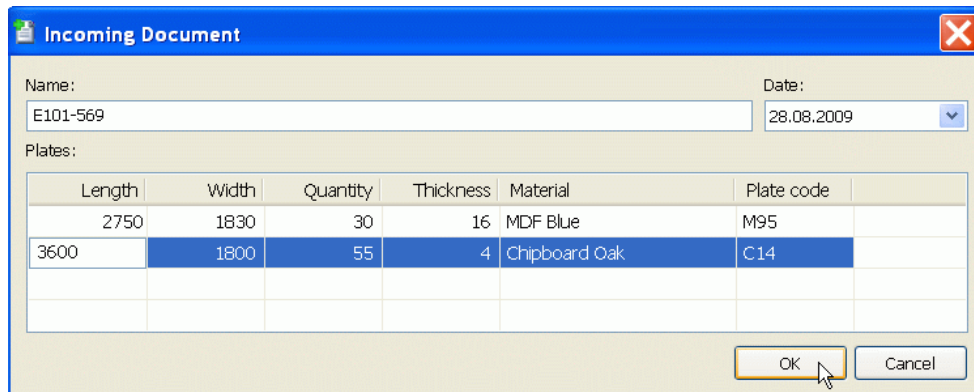 Incoming Document
Name: Date:
E101-569 28.08.2009
Plates:
Length Width Quantity Thickness Material Plate code
2750 1830 30 16 MDF Blue M95
3600 1800 55 4 Chipboard Oak C14
OK Cancel